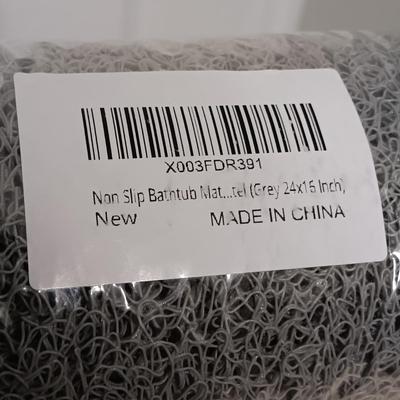 X003FDR391
Non Slip Bathtub Mat...tel (Grey 24x16 Inch)
New MADE IN CHINA